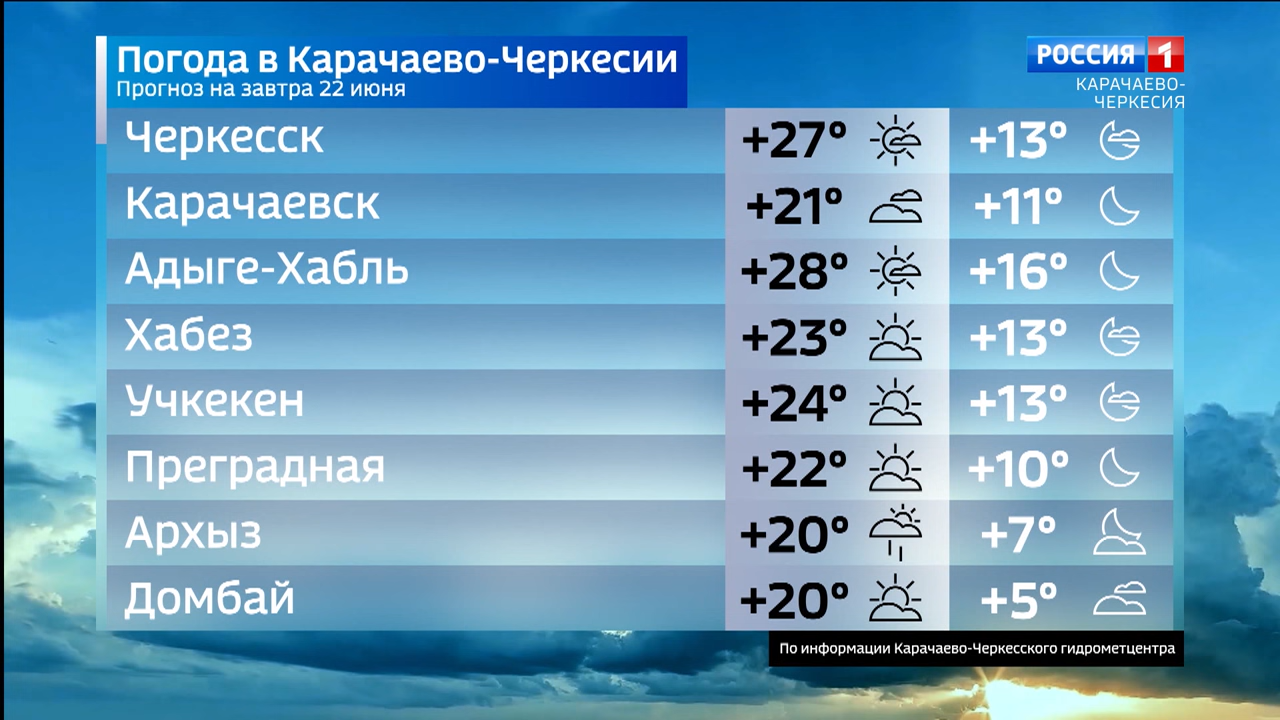 Погода в Карачаево-Черкесии
Прогноз на завтра 22 июня
РОССИЯ 1
КАРАЧАЕВО-
ЧЕРКЕСИЯ
Черкесск +27° +13°
Карачаевск +21° +11°
Адыге-Хабль +28° +16°
Хабез +23° +13°
Учкекен +24° +13°
Преградная +22° +10°
Архыз +20° +7°
Домбай +20° +5°
По информации Карачаево-Черкесского гидрометцентра